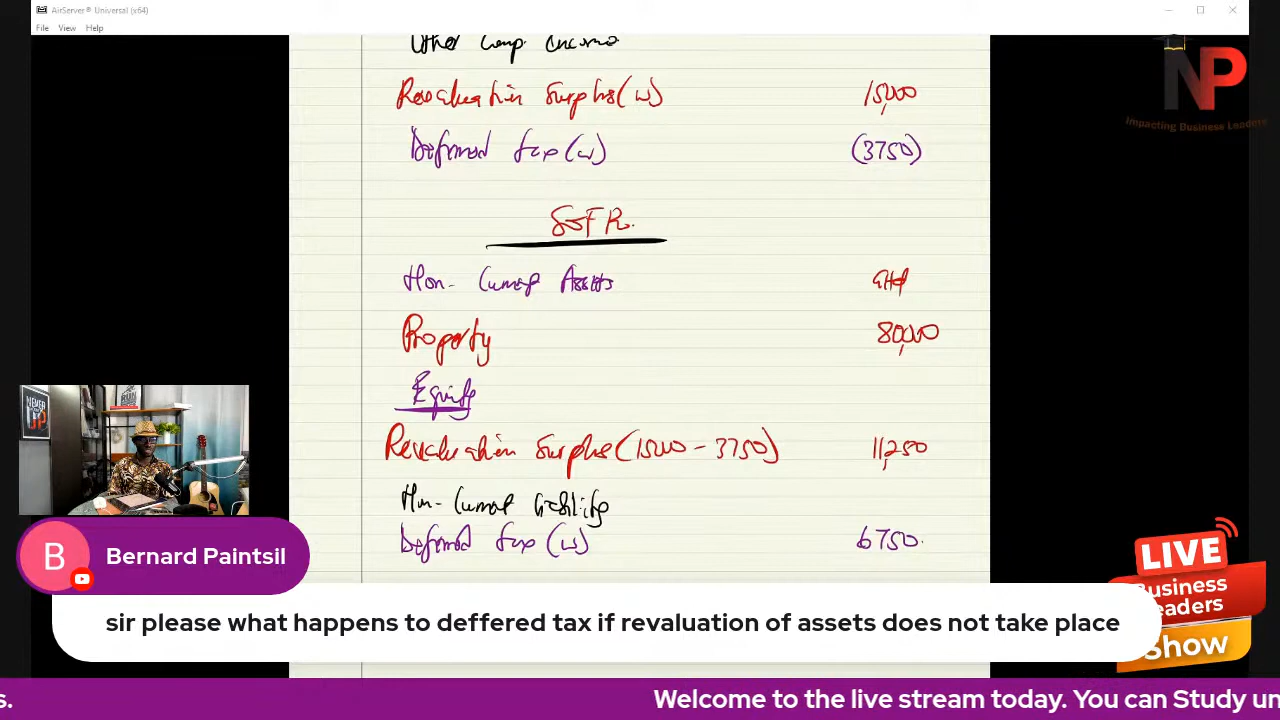 AirServer® Universal (x64)
File View Help
NP
Impacting Business Leaders
Other Comp. Income
Revaluation Surplus (w) 15,000
Deferred Tax (w) (3750)
SOFP.
Non-Current Assets GH¢
Property 80,000
Equity
Revaluation Surplus (15000 - 3750) 11,250
Non-Current Liability
Deferred Tax (w) 6750.
NEVER
UP
B
Bernard Paintsil
sir please what happens to deffered tax if revaluation of assets does not take place
LIVE
Business
Leaders
Show
s.
Welcome to the live stream today. You can Study un